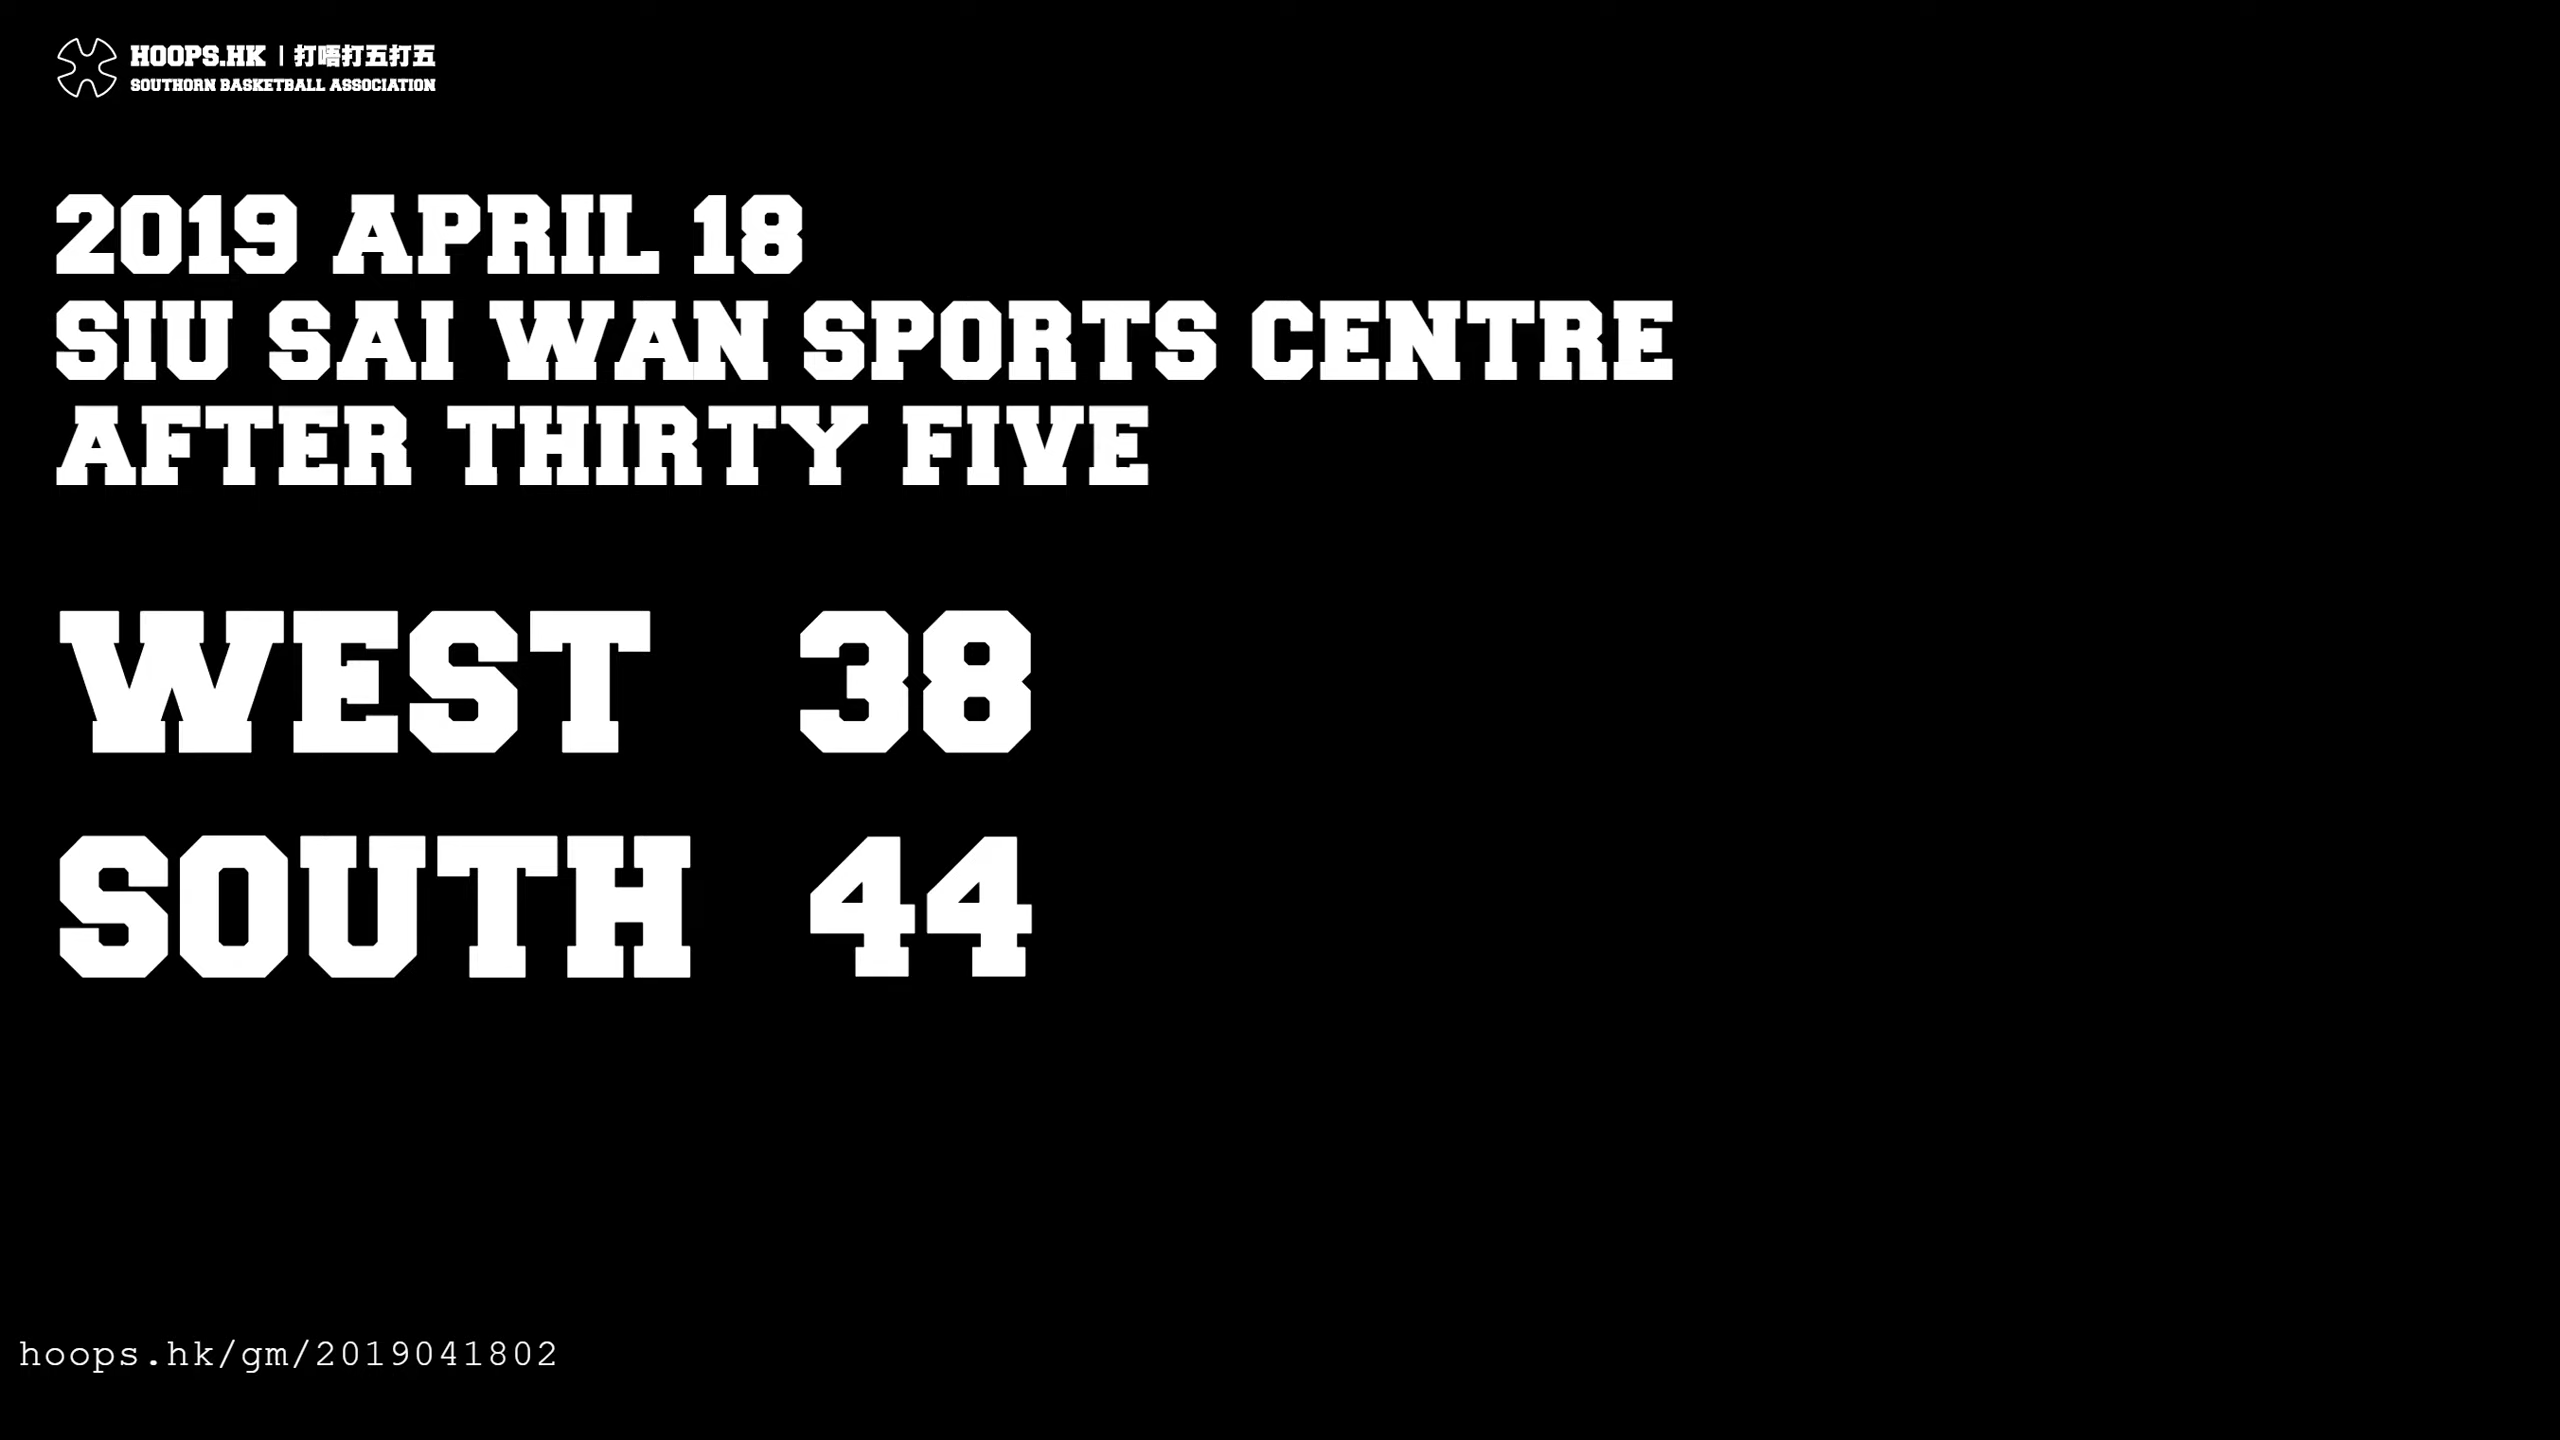 HOOPS.HK | 打唔打五打五
SOUTHORN BASKETBALL ASSOCIATION
2019 APRIL 18
SIU SAI WAN SPORTS CENTRE
AFTER THIRTY FIVE
WEST 38
SOUTH 44
hoops.hk/gm/2019041802